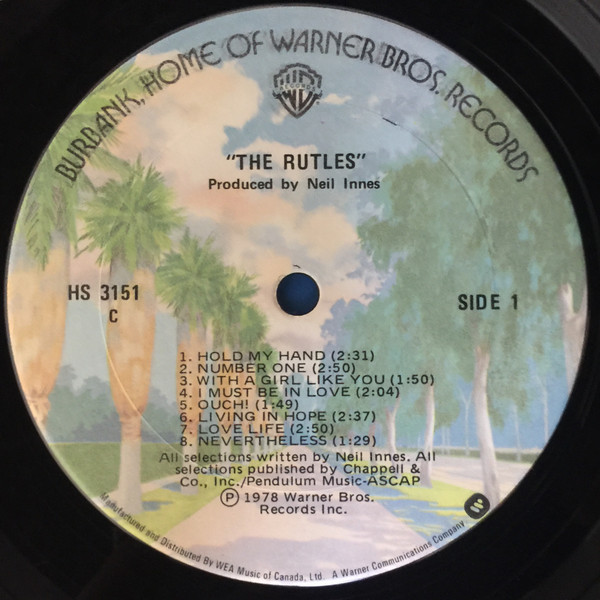 BURBANK, HOME OF WARNER BROS. RECORDS
"THE RUTLES"
Produced by Neil Innes
HS 3151
C
SIDE 1
1. HOLD MY HAND (2:31)
2. NUMBER ONE (2:50)
3. WITH A GIRL LIKE YOU (1:50)
4. I MUST BE IN LOVE (2:04)
5. OUCH! (1:49)
6. LIVING IN HOPE (2:37)
7. LOVE LIFE (2:50)
8. NEVERTHELESS (1:29)
All selections written by Neil Innes. All
selections published by Chappell &
Co., Inc./Pendulum Music-ASCAP
Ⓟ 1978 Warner Bros.
Records Inc.
Manufactured and Distributed By WEA Music of Canada, Ltd. A Warner Communications Company